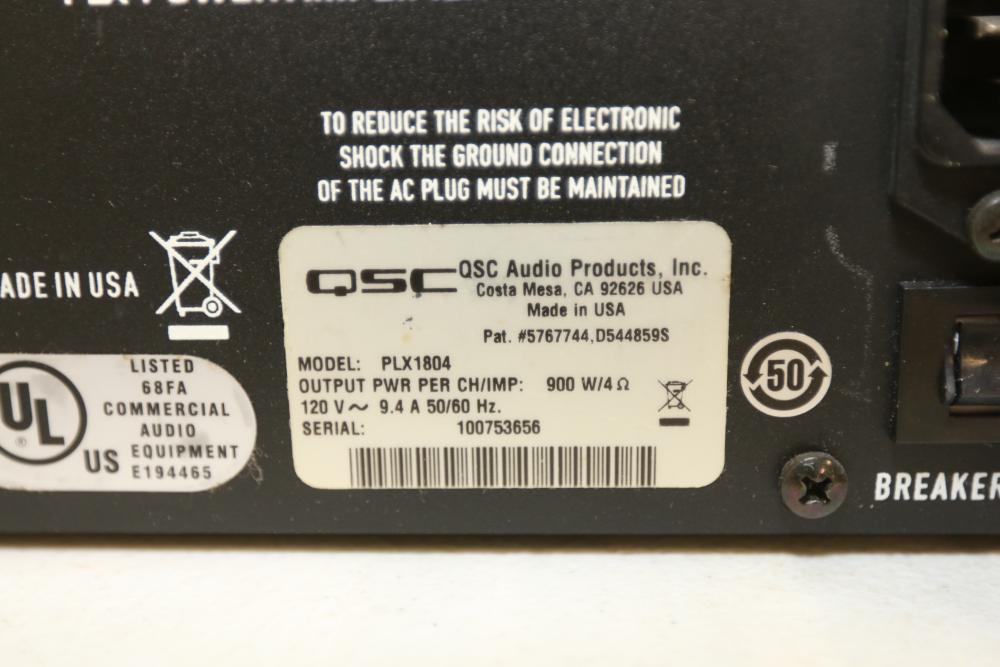 TO REDUCE THE RISK OF ELECTRONIC
SHOCK THE GROUND CONNECTION
OF THE AC PLUG MUST BE MAINTAINED
ADE IN USA
QSC QSC Audio Products, Inc.
Costa Mesa, CA 92626 USA
Made in USA
Pat. #5767744,D544859S
MODEL: PLX1804
OUTPUT PWR PER CH/IMP: 900 W/4 Ω
120 V~ 9.4 A 50/60 Hz.
SERIAL: 100753656
UL
®
US
LISTED
68FA
COMMERCIAL
AUDIO
EQUIPMENT
E194465
50
BREAKER